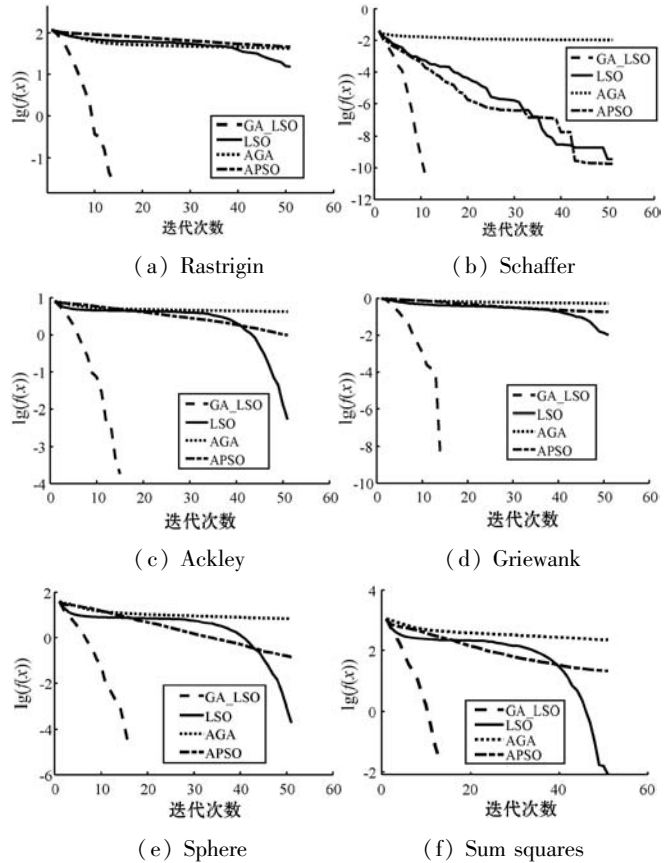 lg(f(x))
2
1
0
-1
GA_LSO
LSO
AGA
APSO
10 20 30 40 50 60
迭代次数
(a) Rastrigin
lg(f(x))
0
-2
-4
-6
-8
-10
-12
GA_LSO
LSO
AGA
APSO
0 10 20 30 40 50 60
迭代次数
(b) Schaffer
lg(f(x))
1
0
-1
-2
-3
-4
GA_LSO
LSO
AGA
APSO
0 10 20 30 40 50 60
迭代次数
(c) Ackley
lg(f(x))
0
-2
-4
-6
-8
-10
GA_LSO
LSO
AGA
APSO
0 10 20 30 40 50 60
迭代次数
(d) Griewank
lg(f(x))
2
0
-2
-4
-6
GA_LSO
LSO
AGA
APSO
0 10 20 30 40 50 60
迭代次数
(e) Sphere
lg(f(x))
4
2
0
-2
GA_LSO
LSO
AGA
APSO
0 20 40 60
迭代次数
(f) Sum squares